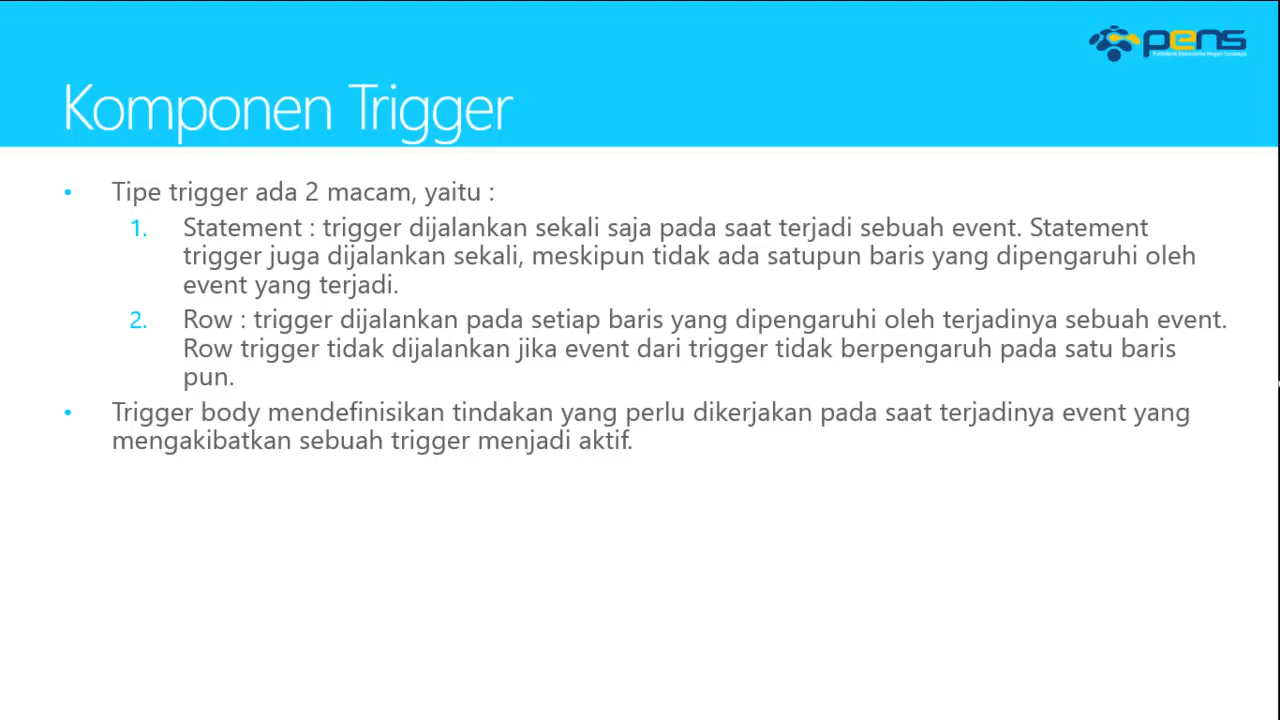 pens
Politeknik Elektronika Negeri Surabaya
Komponen Trigger
• Tipe trigger ada 2 macam, yaitu :
1. Statement : trigger dijalankan sekali saja pada saat terjadi sebuah event. Statement
trigger juga dijalankan sekali, meskipun tidak ada satupun baris yang dipengaruhi oleh
event yang terjadi.
2. Row : trigger dijalankan pada setiap baris yang dipengaruhi oleh terjadinya sebuah event.
Row trigger tidak dijalankan jika event dari trigger tidak berpengaruh pada satu baris
pun.
• Trigger body mendefinisikan tindakan yang perlu dikerjakan pada saat terjadinya event yang
mengakibatkan sebuah trigger menjadi aktif.